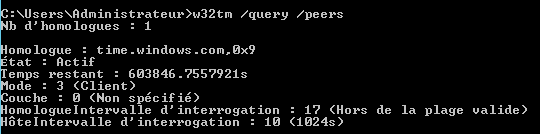 C:\Users\Administrateur>w32tm /query /peers
Nb d'homologues : 1
Homologue : time.windows.com,0x9
État : Actif
Temps restant : 603846.7557921s
Mode : 3 (Client)
Couche : 0 (Non spécifié)
HomologueIntervalle d'interrogation : 17 (Hors de la plage valide)
HôteIntervalle d'interrogation : 10 (1024s)